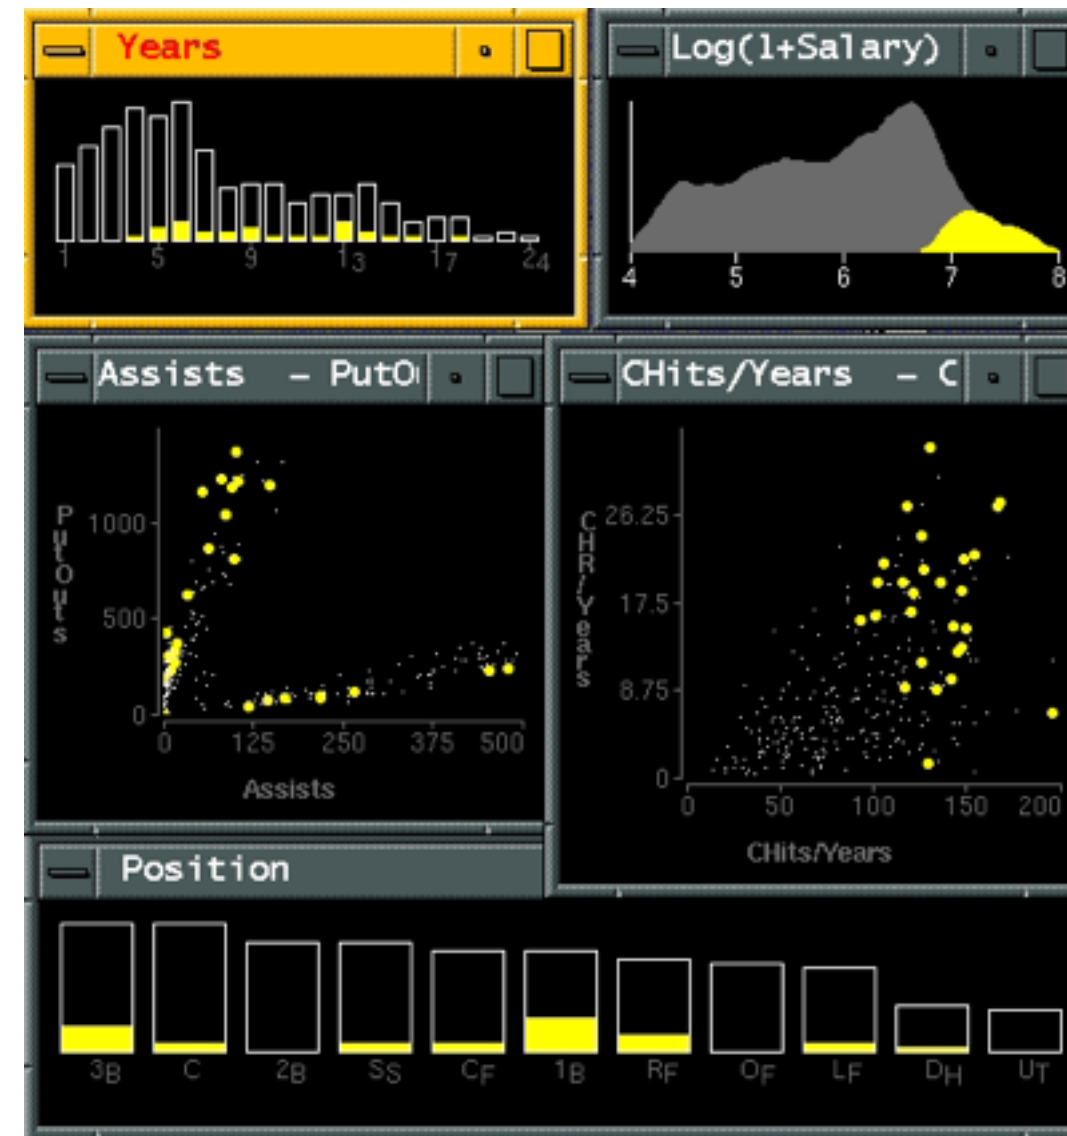 Years
1 5 9 13 17 24
Log(1+Salary)
4 5 6 7 8
Assists - PutO
PutOuts
1000
500
0
0 125 250 375 500
Assists
CHits/Years - C
CHR/Years
26.25
17.5
8.75
0
0 50 100 150 200
CHits/Years
Position
3B C 2B SS CF 1B RF OF LF DH UT